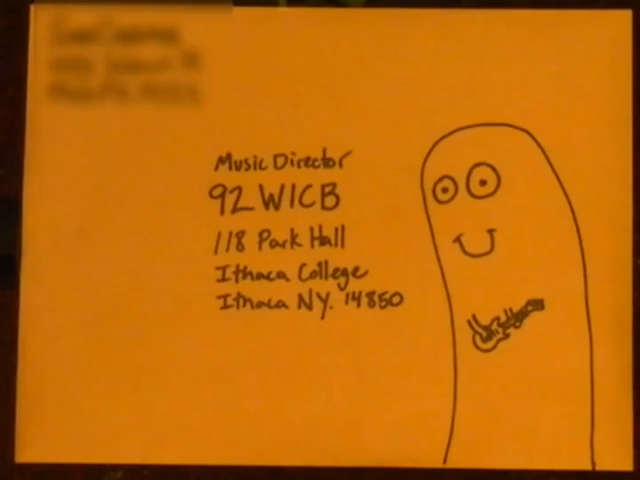 Music Director
92 WICB
118 Park Hall
Ithaca College
Ithaca NY. 14850